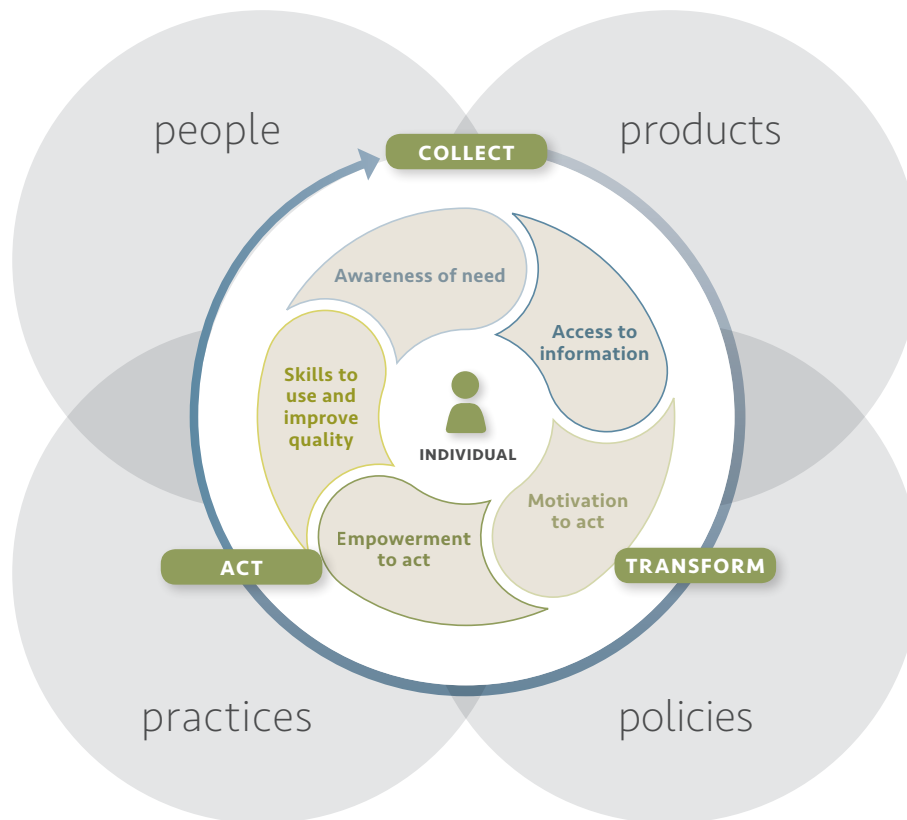 people
products
COLLECT
Awareness of need
Access to
information
Skills to
use and
improve
quality
INDIVIDUAL
Motivation
to act
Empowerment
to act
ACT
TRANSFORM
practices
policies